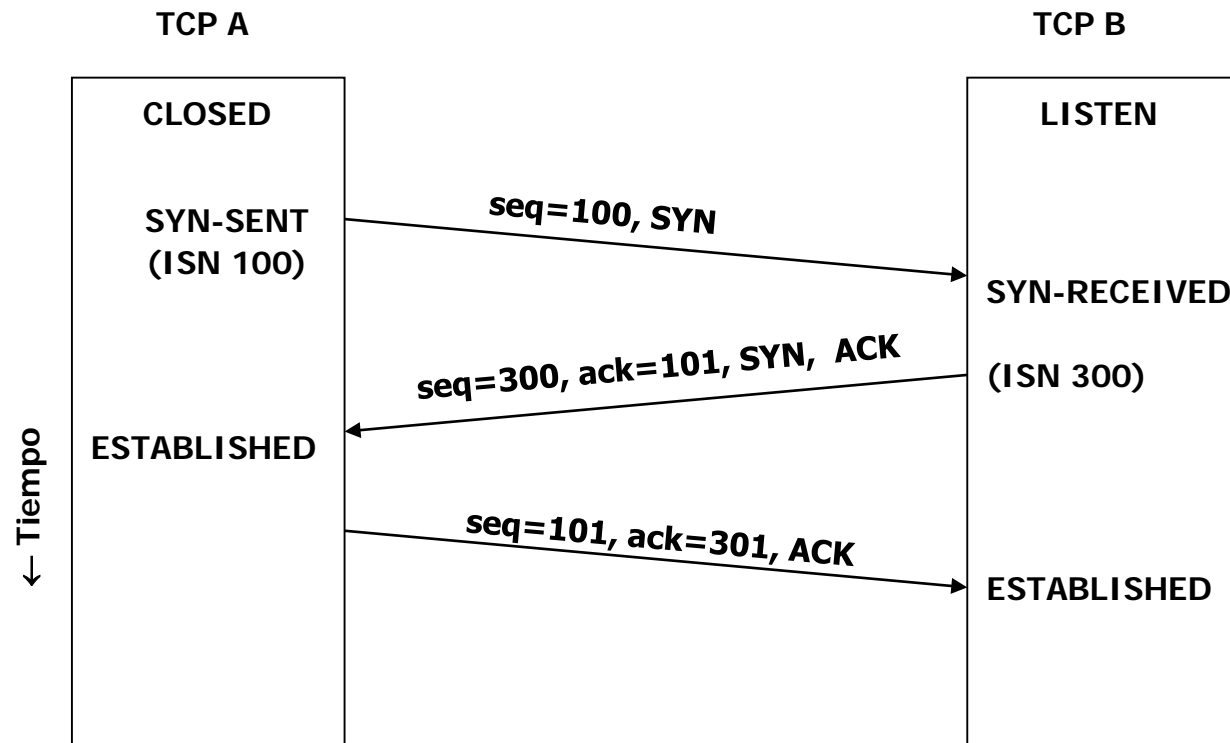 TCP A
TCP B
CLOSED
LISTEN
seq=100, SYN
SYN-SENT
(ISN 100)
SYN-RECEIVED
seq=300, ack=101, SYN, ACK
(ISN 300)
ESTABLISHED
← Tiempo
seq=101, ack=301, ACK
ESTABLISHED